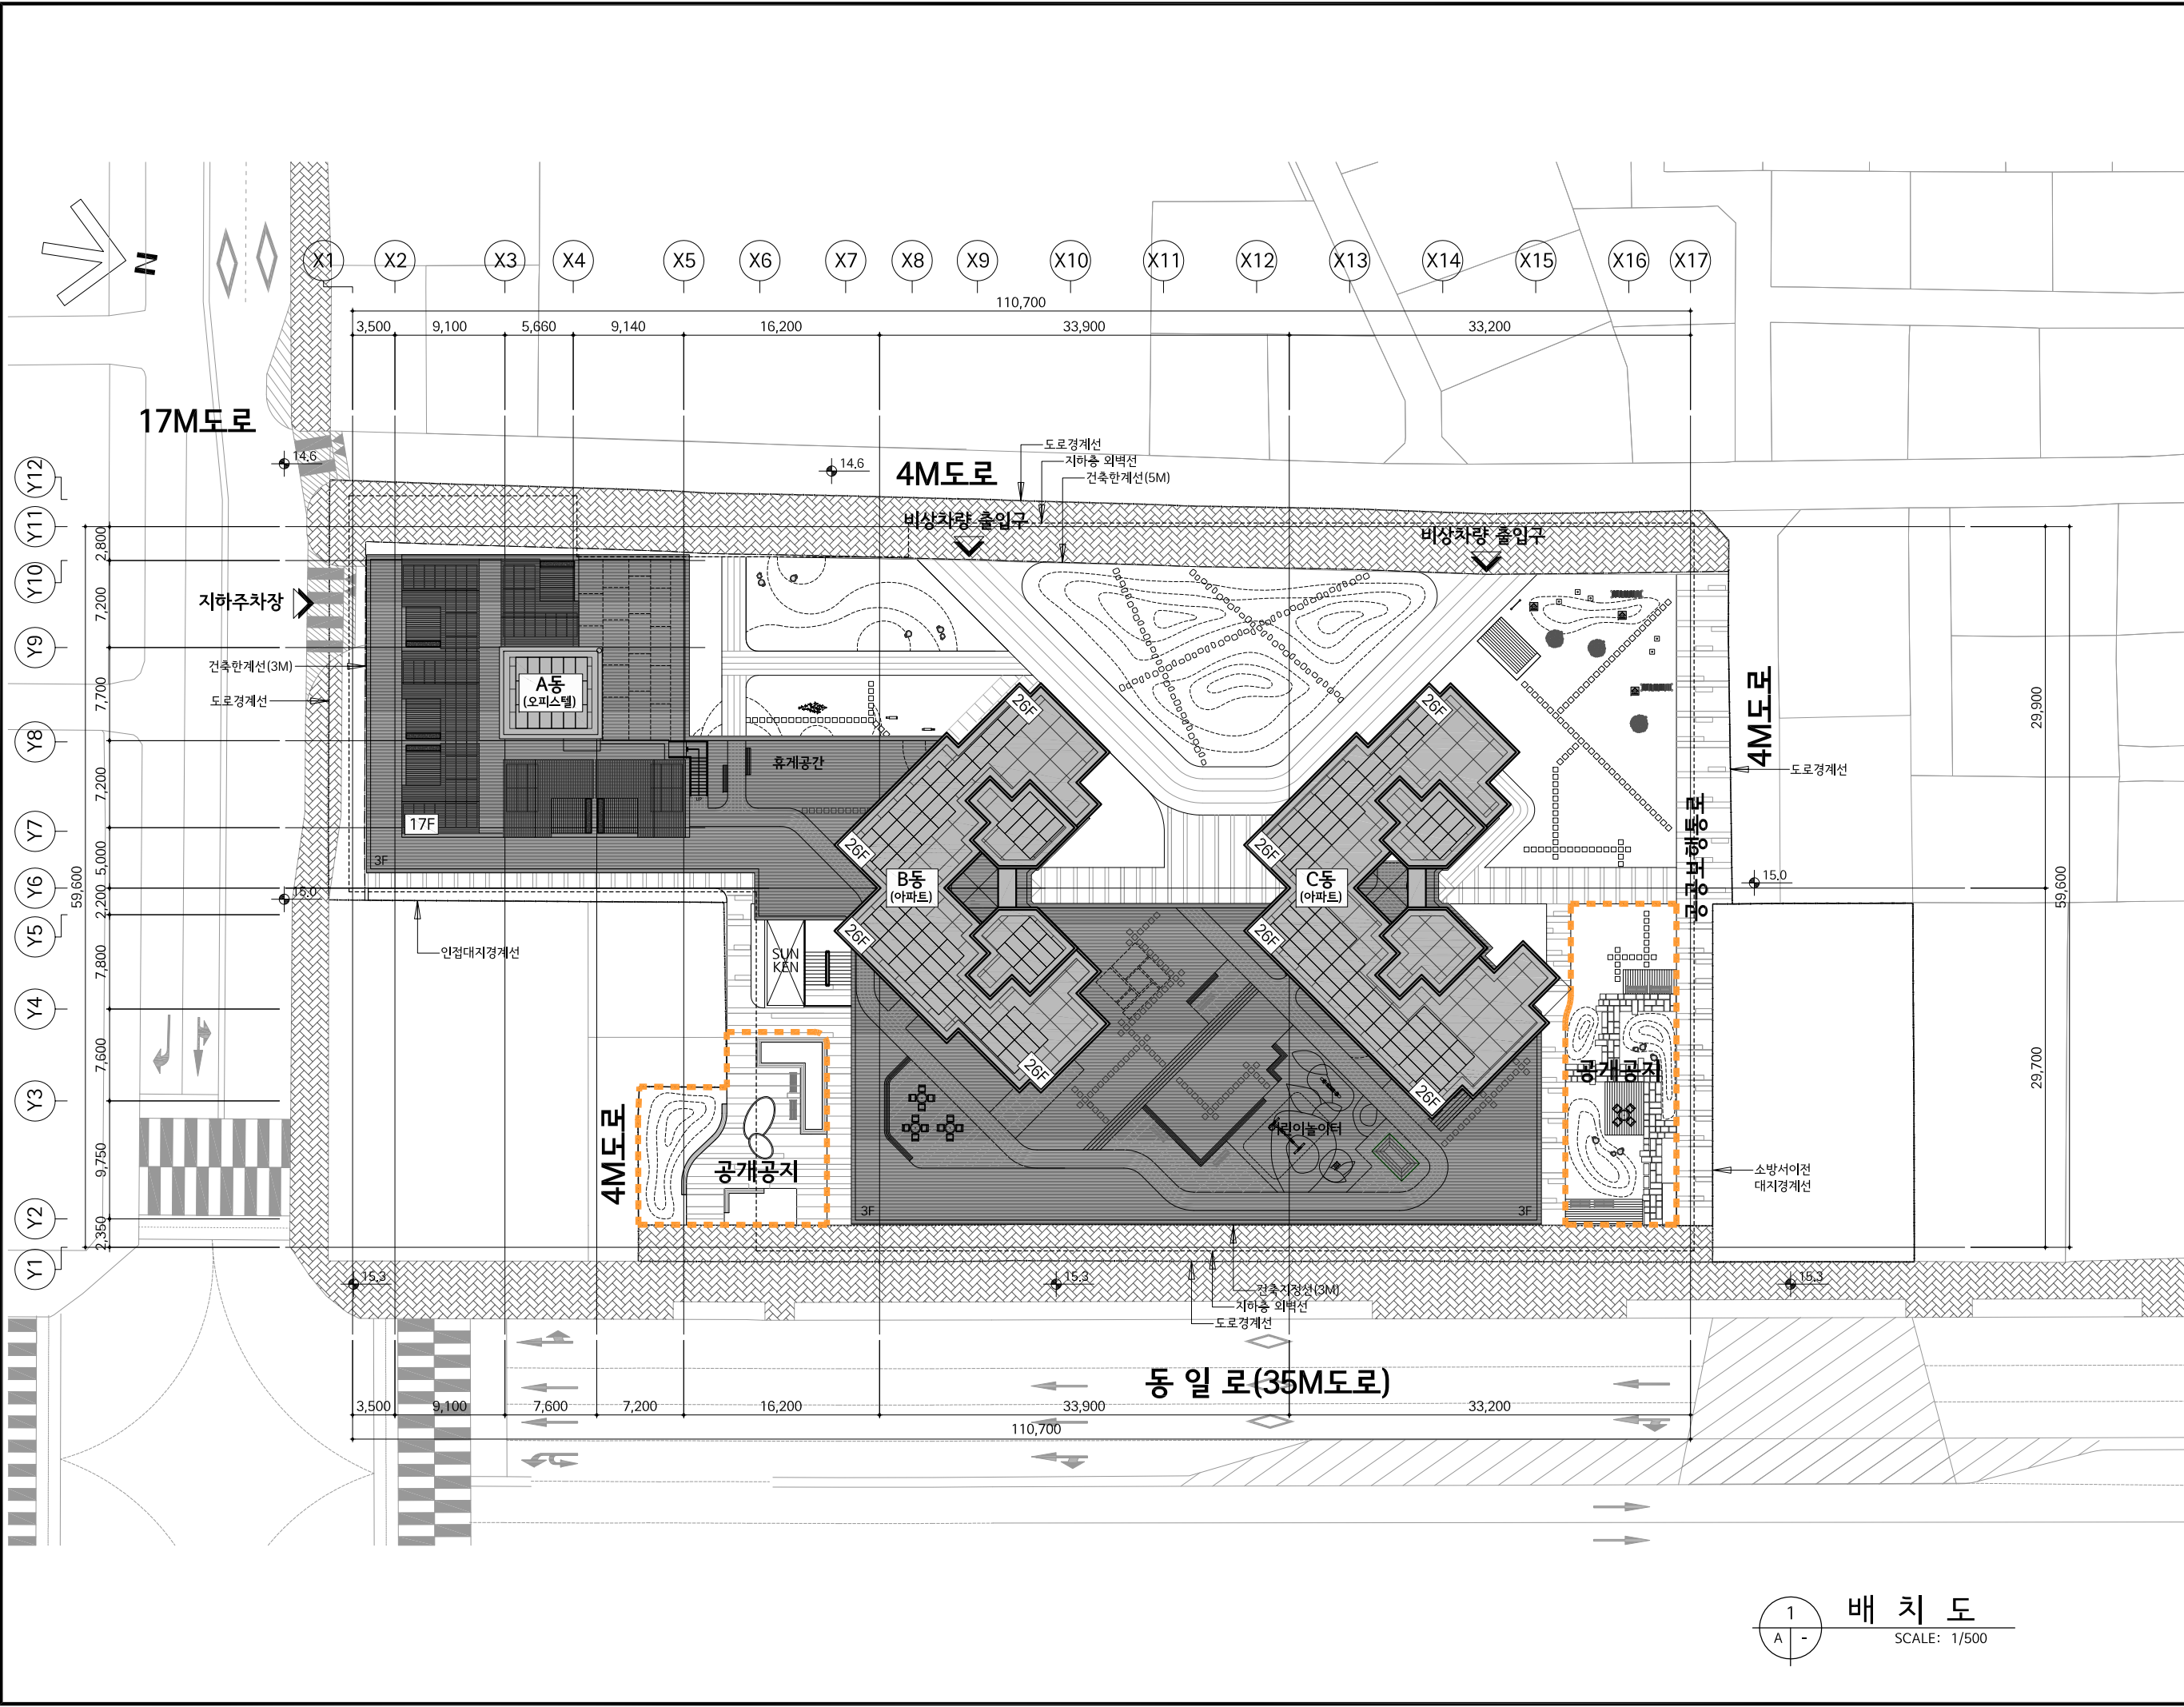 N
X1 X2 X3 X4 X5 X6 X7 X8 X9 X10 X11 X12 X13 X14 X15 X16 X17
110,700
3,500 9,100 5,660 9,140 16,200 33,900 33,200
17M도로
14.6
14.6
4M도로
도로경계선
지하층 외벽선
건축한계선(5M)
비상차량 출입구
비상차량 출입구
Y12
Y11
Y10
Y9
Y8
Y7
Y6
Y5
Y4
Y3
Y2
Y1
2,800
7,200
7,700
7,200
5,000
2,200
7,800
7,600
9,750
2,350
59,600
지하주차장
건축한계선(3M)
도로경계선
A동
(오피스텔)
17F
3F
휴게공간
UP
26F
26F
26F
26F
B동
(아파트)
26F
26F
26F
26F
C동
(아파트)
4M도로
도로경계선
공공보행통로
15.0
15.0
29,900
29,700
59,600
인접대지경계선
SUN
KEN
4M도로
공개공지
공개공지
어린이놀이터
3F
3F
소방서이전
대지경계선
15.3
15.3
15.3
건축지정선(3M)
지하층 외벽선
도로경계선
동 일 로(35M도로)
3,500 9,100 7,600 7,200 16,200 33,900 33,200
110,700
1
A -
배 치 도
SCALE: 1/500